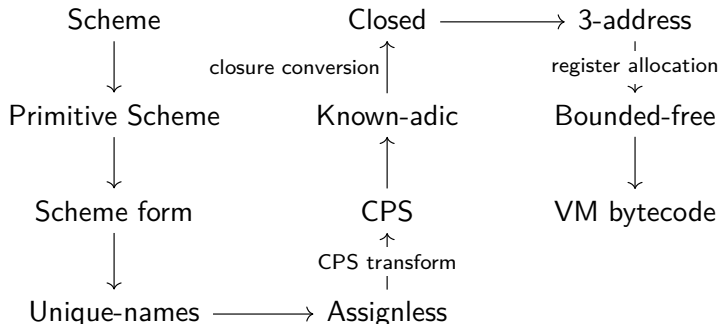 Scheme
Closed
3-address
closure conversion
register allocation
Primitive Scheme
Known-adic
Bounded-free
Scheme form
CPS
VM bytecode
CPS transform
Unique-names
Assignless